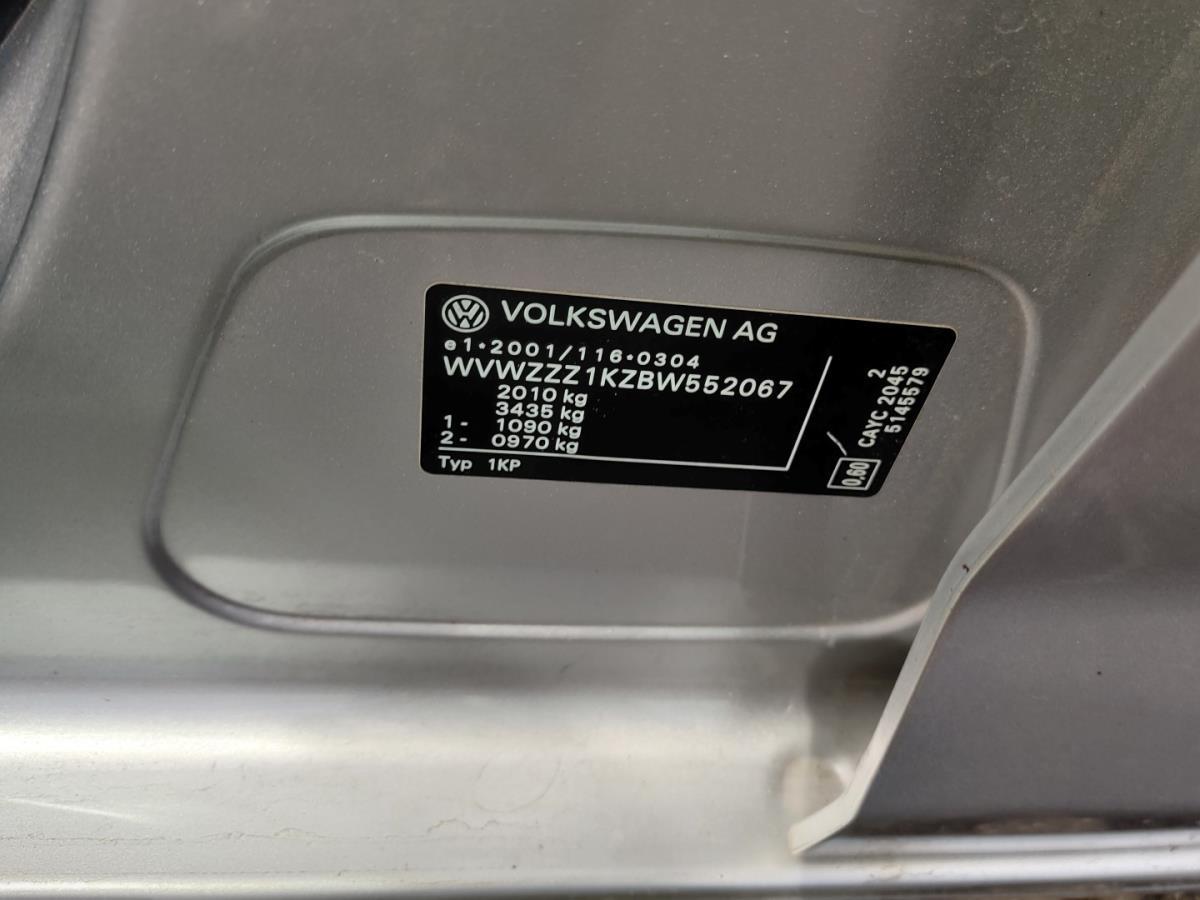 VOLKSWAGEN AG
e1*2001/116*0304
WVWZZZ1KZBW552067
2010 kg
3435 kg
1- 1090 kg
2- 0970 kg
Typ 1KP
2
CAYC 2045
5145579
0.60